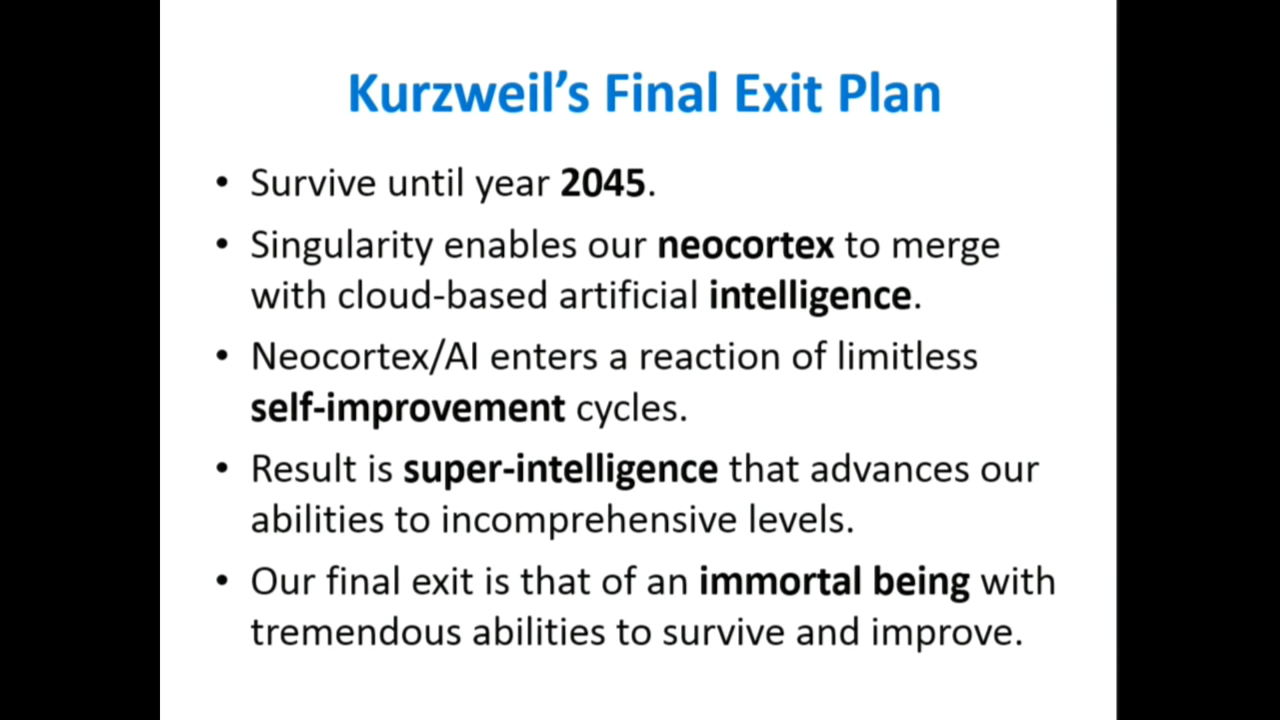 Kurzweil’s Final Exit Plan
• Survive until year 2045.
• Singularity enables our neocortex to merge
with cloud-based artificial intelligence.
• Neocortex/AI enters a reaction of limitless
self-improvement cycles.
• Result is super-intelligence that advances our
abilities to incomprehensive levels.
• Our final exit is that of an immortal being with
tremendous abilities to survive and improve.